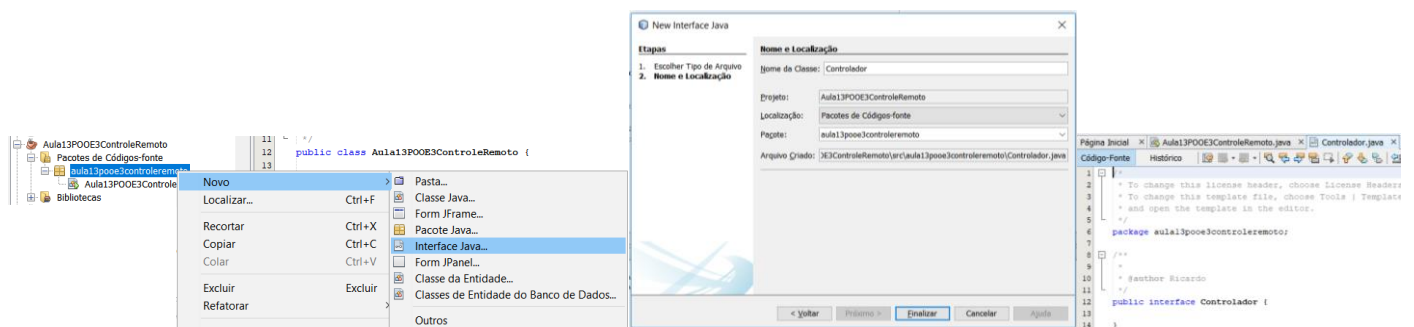 Aula13POOE3ControleRemoto
Pacotes de Códigos-fonte
aula13pooe3controleremoto
Aula13POOE3Controle
Bibliotecas
11 */
12 public class Aula13POOE3ControleRemoto {
13
Novo
Localizar... Ctrl+F
Recortar Ctrl+X
Copiar Ctrl+C
Colar Ctrl+V
Excluir Excluir
Refatorar
Pasta...
Classe Java...
Form JFrame...
Pacote Java...
Interface Java...
Form JPanel...
Classe da Entidade...
Classes de Entidade do Banco de Dados...
Outros
New Interface Java
Etapas
1. Escolher Tipo de Arquivo
2. Nome e Localização
Nome e Localização
Nome da Classe: Controlador
Projeto: Aula13POOE3ControleRemoto
Localização: Pacotes de Códigos-fonte
Pacote: aula13pooe3controleremoto
Arquivo Criado: )E3ControleRemoto\src\aula13pooe3controleremoto\Controlador.java
< Voltar Próximo > Finalizar Cancelar Ajuda
Página Inicial Aula13POOE3ControleRemoto.java Controlador.java
Código-Fonte Histórico
1 /*
2 * To change this license header, choose License Headers
3 * To change this template file, choose Tools | Template
4 * and open the template in the editor.
5 */
6 package aula13pooe3controleremoto;
7
8 /**
9 *
10 * @author Ricardo
11 */
12 public interface Controlador {
13
14 }